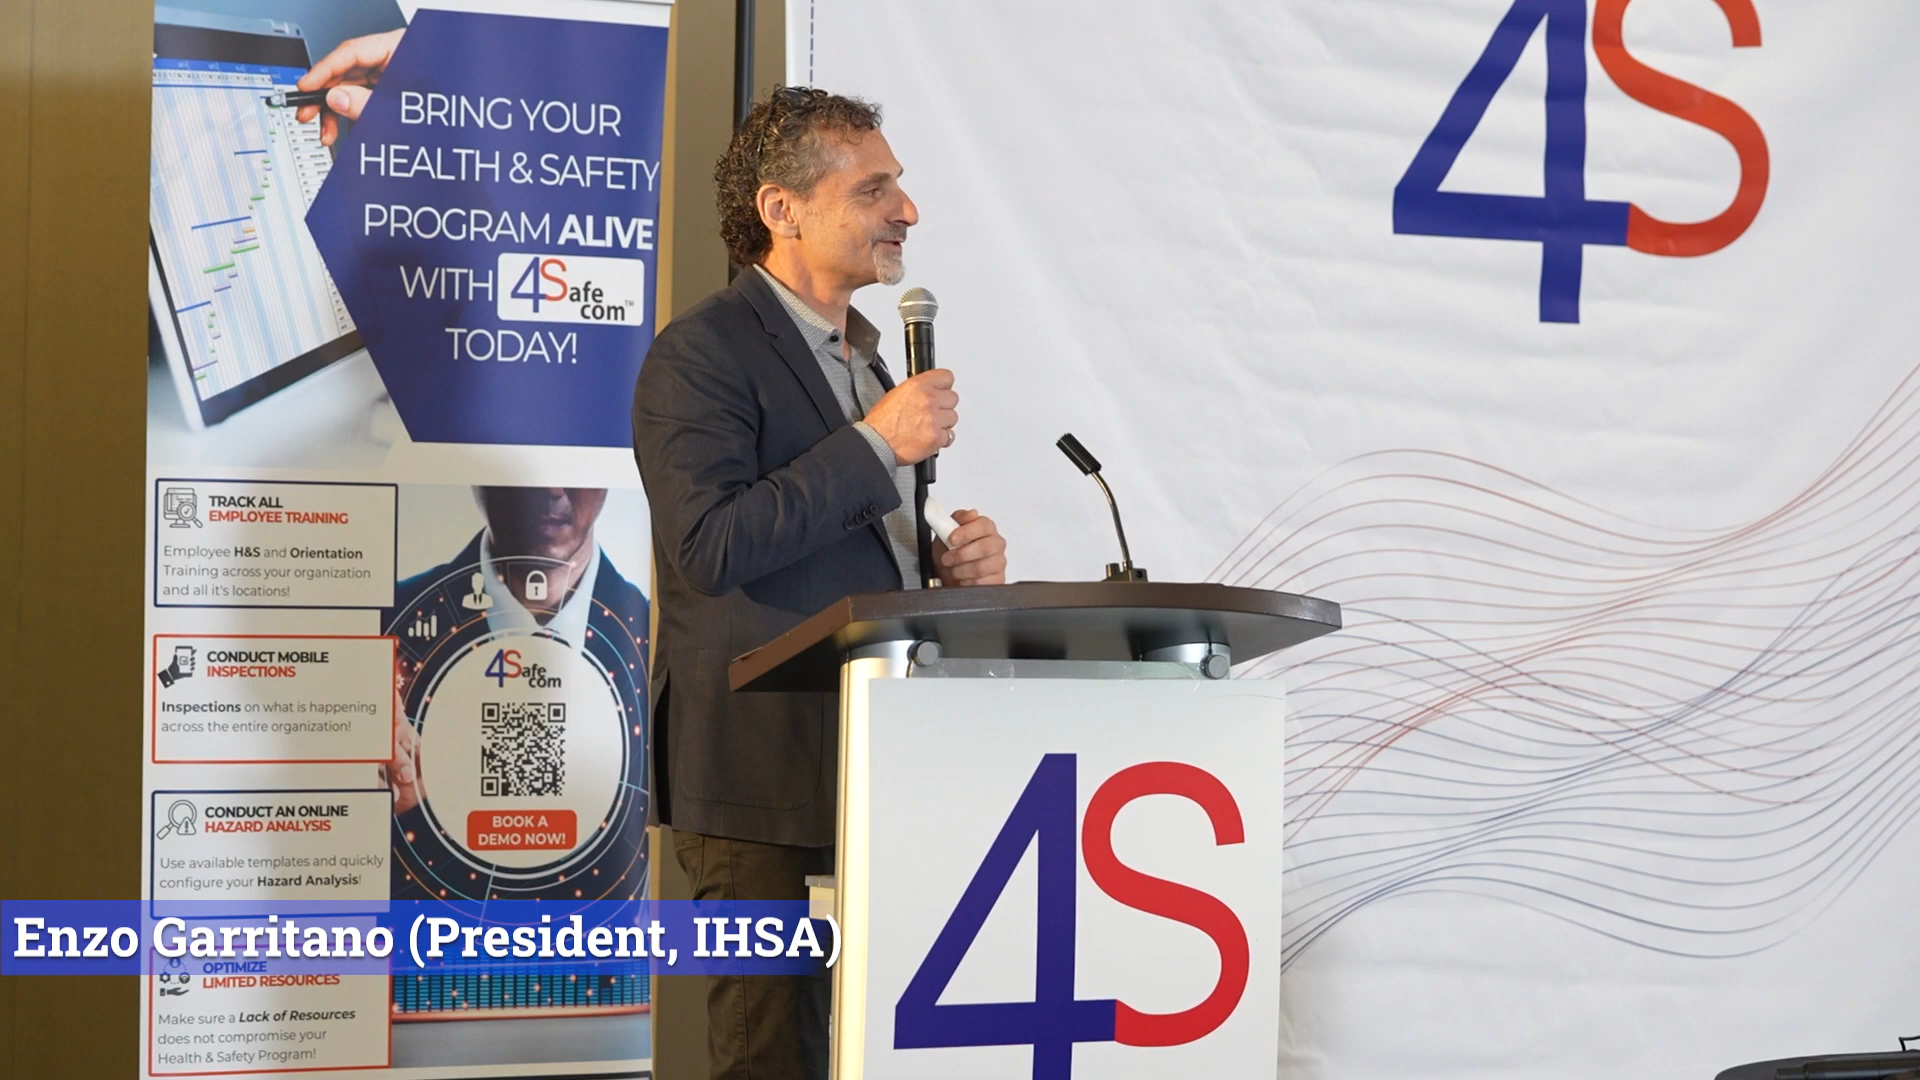 BRING YOUR
HEALTH & SAFETY
PROGRAM ALIVE
WITH 4Safe com™
TODAY!
4S
TRACK ALL
EMPLOYEE TRAINING
Employee H&S and Orientation
Training across your organization
and all it's locations!
CONDUCT MOBILE
INSPECTIONS
Inspections on what is happening
across the entire organization!
4Safe
com
BOOK A
DEMO NOW!
CONDUCT AN ONLINE
HAZARD ANALYSIS
Use available templates and quickly
configure your Hazard Analysis!
Enzo Garritano (President, IHSA)
OPTIMIZE
LIMITED RESOURCES
Make sure a Lack of Resources
does not compromise your
Health & Safety Program!
4S